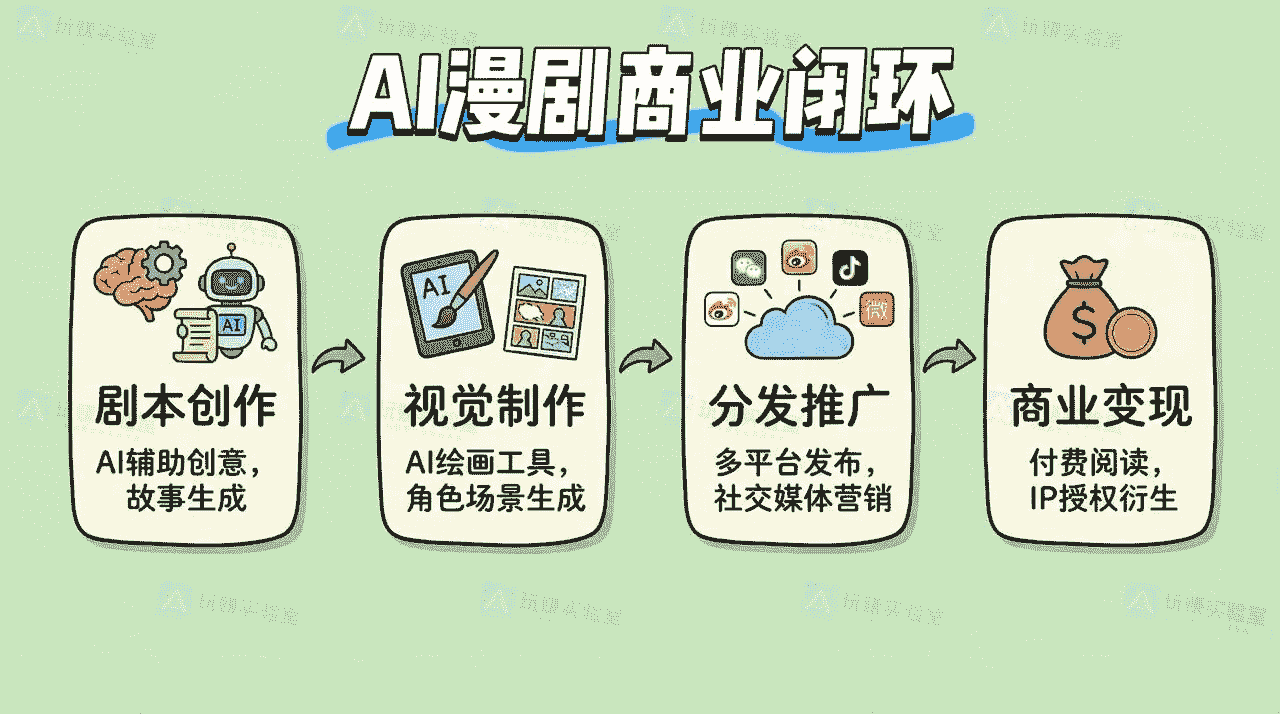 AI漫剧商业闭环
AI
剧本创作
AI辅助创意，
故事生成
AI
视觉制作
AI绘画工具，
角色场景生成
微
分发推广
多平台发布，
社交媒体营销
$
商业变现
付费阅读，
IP授权衍生